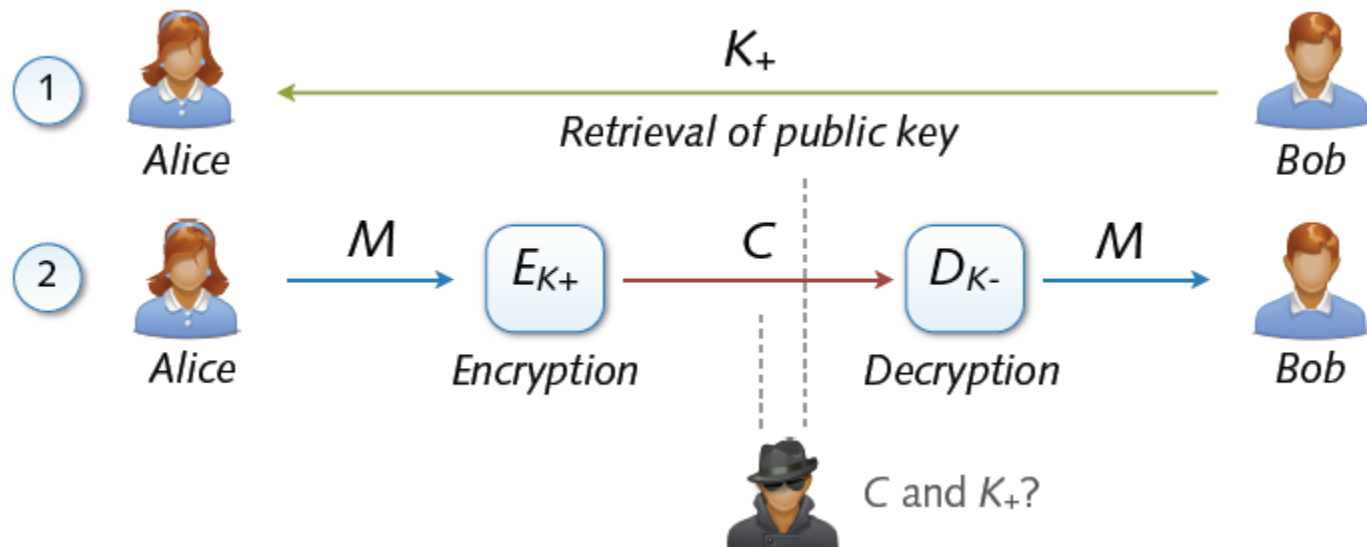 K+
1
Retrieval of public key
Alice
Bob
M
C
M
2
EK+
DK-
Alice
Encryption
Decryption
Bob
C and K+?